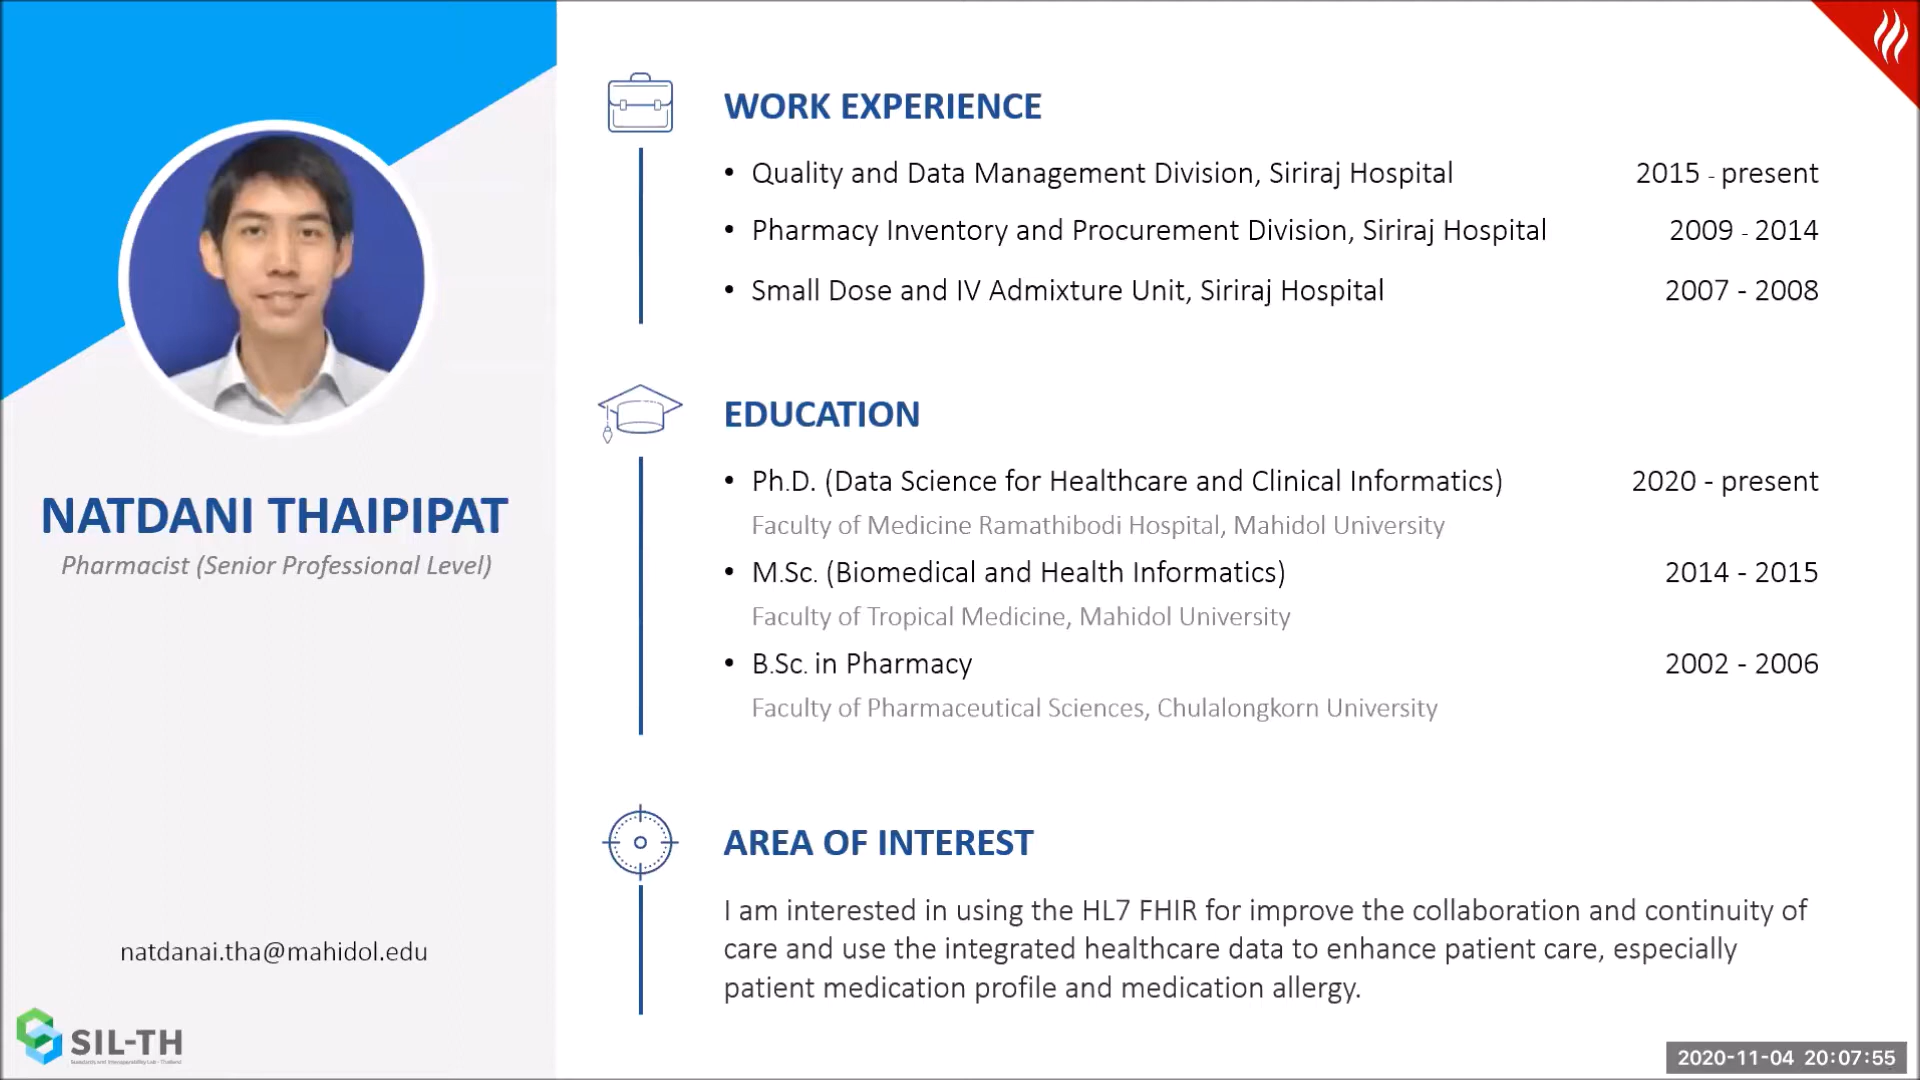 WORK EXPERIENCE
• Quality and Data Management Division, Siriraj Hospital 2015 - present
• Pharmacy Inventory and Procurement Division, Siriraj Hospital 2009 - 2014
• Small Dose and IV Admixture Unit, Siriraj Hospital 2007 - 2008
EDUCATION
• Ph.D. (Data Science for Healthcare and Clinical Informatics) 2020 - present
Faculty of Medicine Ramathibodi Hospital, Mahidol University
• M.Sc. (Biomedical and Health Informatics) 2014 - 2015
Faculty of Tropical Medicine, Mahidol University
• B.Sc. in Pharmacy 2002 - 2006
Faculty of Pharmaceutical Sciences, Chulalongkorn University
AREA OF INTEREST
I am interested in using the HL7 FHIR for improve the collaboration and continuity of
care and use the integrated healthcare data to enhance patient care, especially
patient medication profile and medication allergy.
NATDANI THAIPIPAT
Pharmacist (Senior Professional Level)
natdanai.tha@mahidol.edu
SIL-TH
Standards and Interoperability Lab - Thailand
2020-11-04 20:07:55